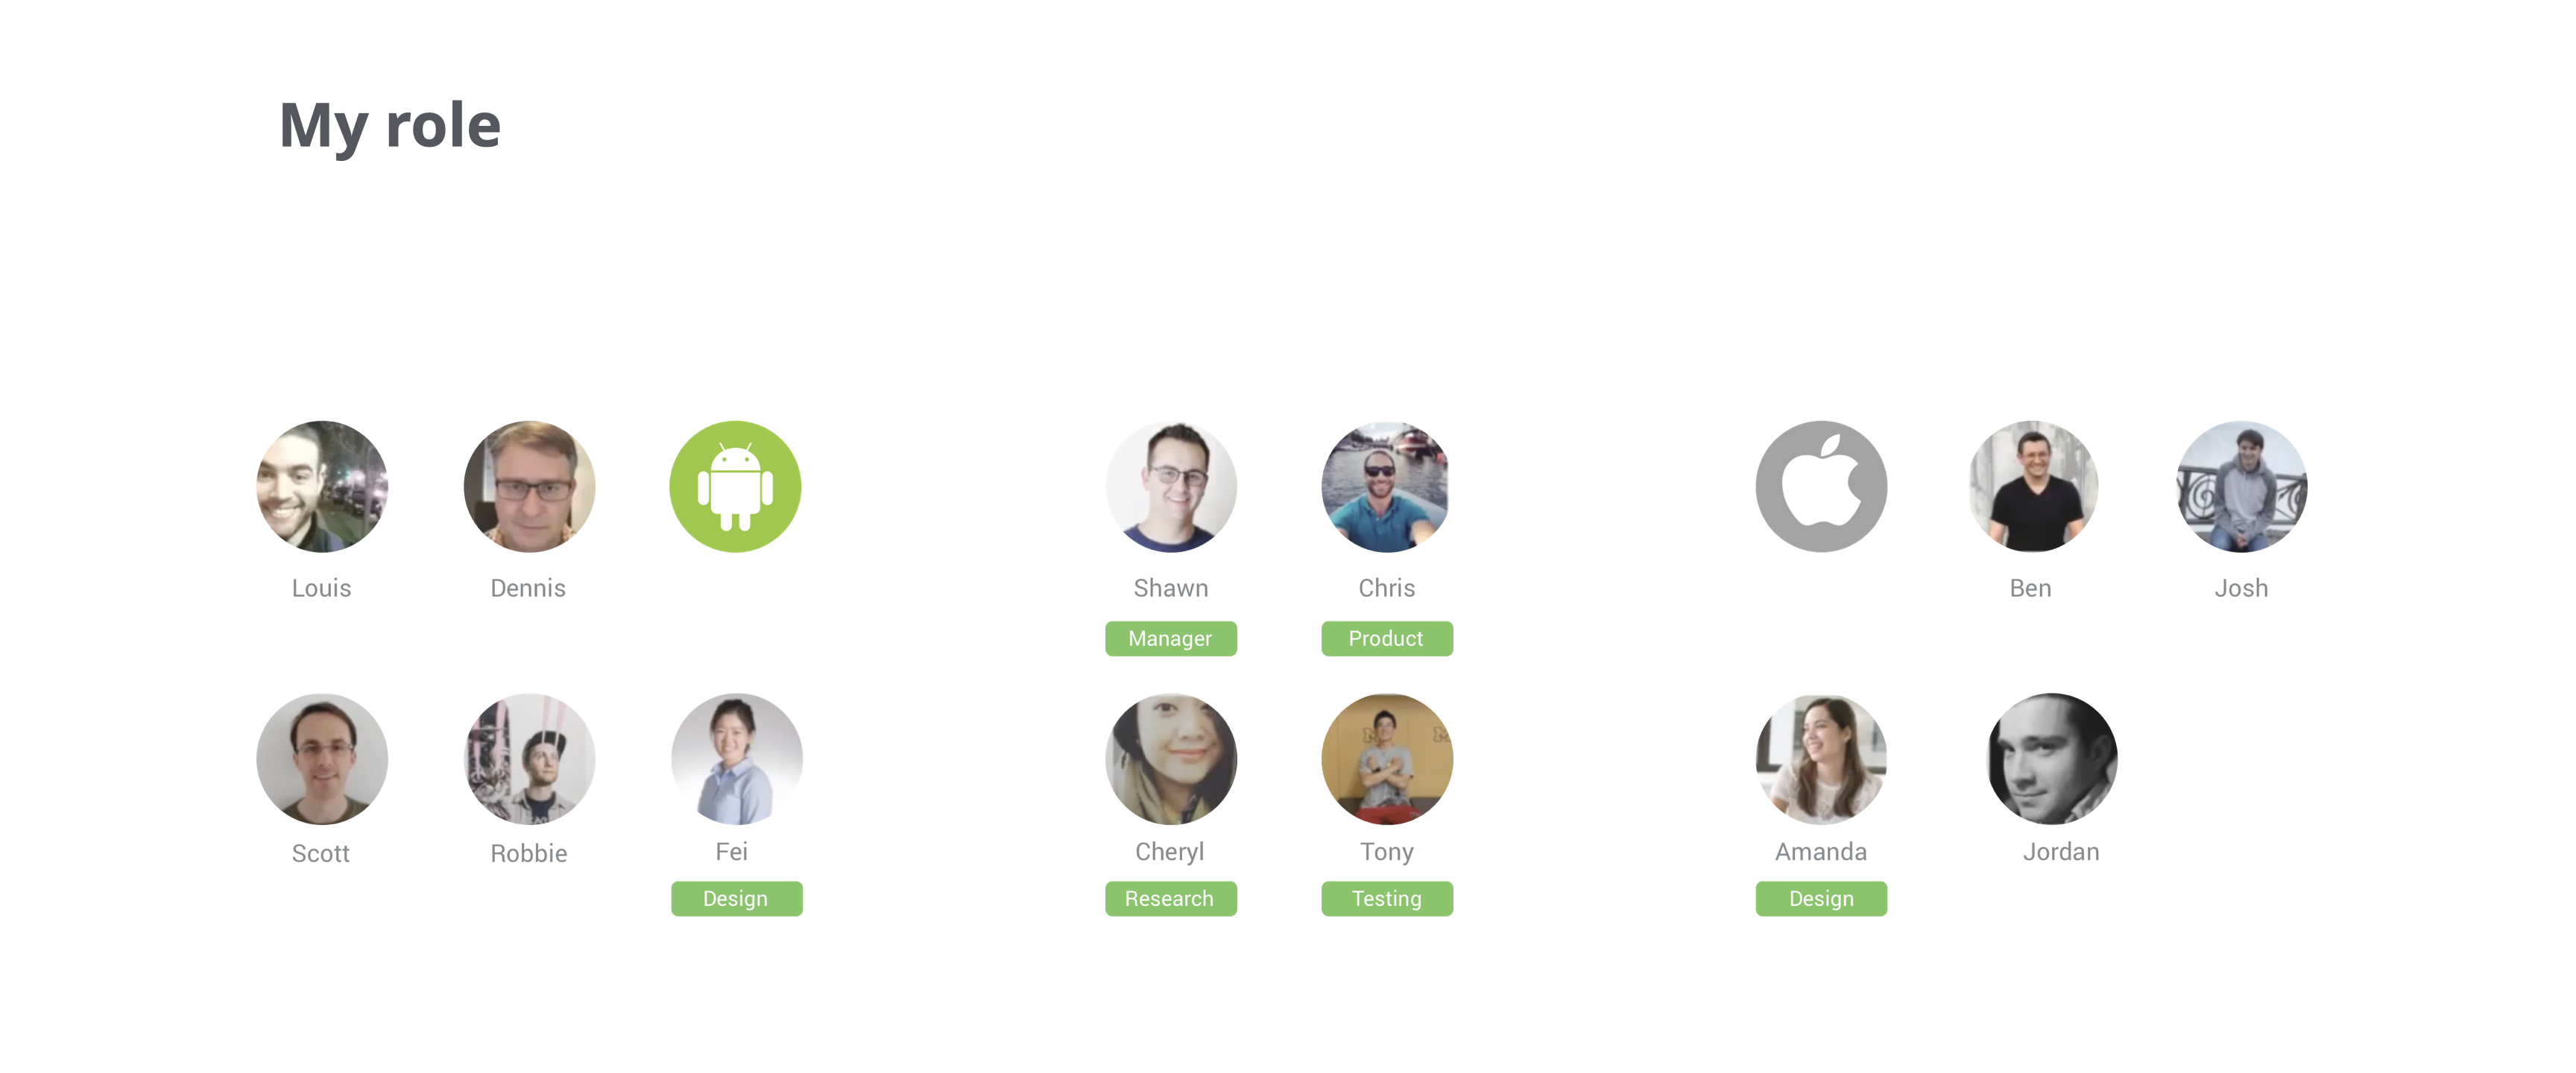 My role
Louis
Dennis
Shawn
Chris
Ben
Josh
Manager
Product
Scott
Robbie
Fei
Cheryl
Tony
Amanda
Jordan
Design
Research
Testing
Design